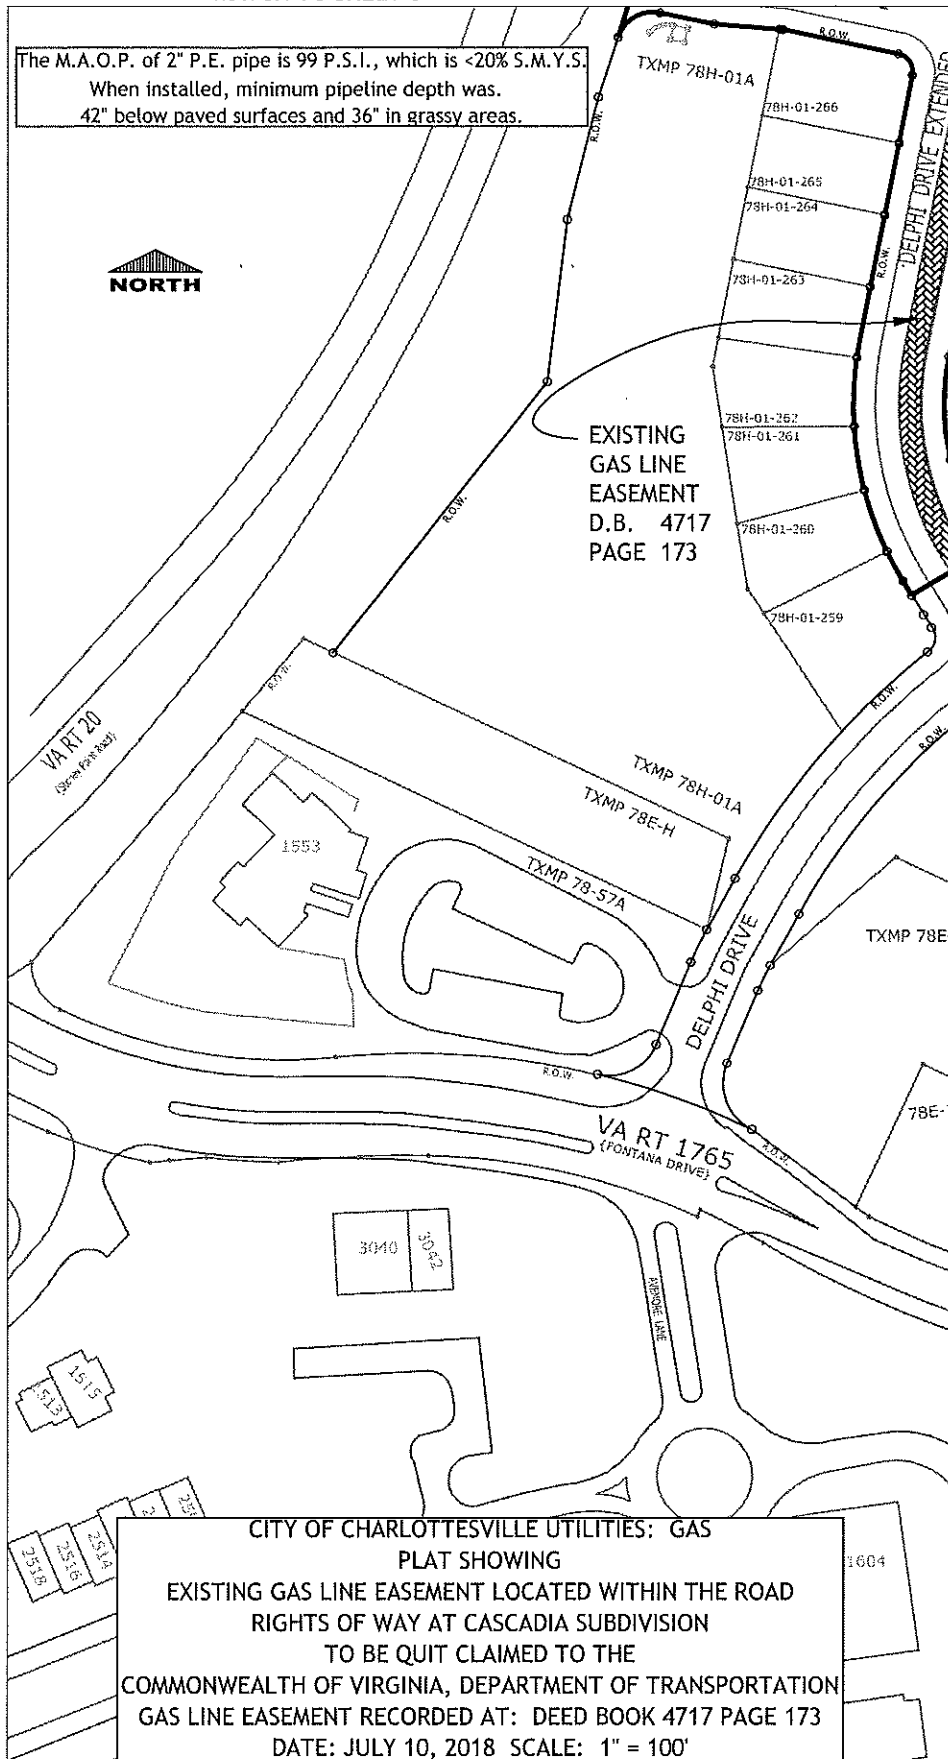 The M.A.O.P. of 2" P.E. pipe is 99 P.S.I., which is <20% S.M.Y.S.
When installed, minimum pipeline depth was.
42" below paved surfaces and 36" in grassy areas.
NORTH
TXMP 78H-01A
R.O.W.
R.O.W.
78H-01-266
78H-01-265
78H-01-264
78H-01-263
R.O.W.
DELPHI DRIVE EXTENDED
EXISTING
GAS LINE
EASEMENT
D.B. 4717
PAGE 173
78H-01-262
78H-01-261
78H-01-260
78H-01-259
R.O.W.
R.O.W.
R.O.W.
R.O.W.
VA RT 20
TXMP 78H-01A
TXMP 78E-H
TXMP 78-57A
1553
DELPHI DRIVE
TXMP 78E
78E-
R.O.W.
VA RT 1765
(FONTANA DRIVE)
R.O.W.
3040
3042
AVEMORE LANE
1515
2518
2516
2514
1604
CITY OF CHARLOTTESVILLE UTILITIES: GAS
PLAT SHOWING
EXISTING GAS LINE EASEMENT LOCATED WITHIN THE ROAD
RIGHTS OF WAY AT CASCADIA SUBDIVISION
TO BE QUIT CLAIMED TO THE
COMMONWEALTH OF VIRGINIA, DEPARTMENT OF TRANSPORTATION
GAS LINE EASEMENT RECORDED AT: DEED BOOK 4717 PAGE 173
DATE: JULY 10, 2018 SCALE: 1" = 100'